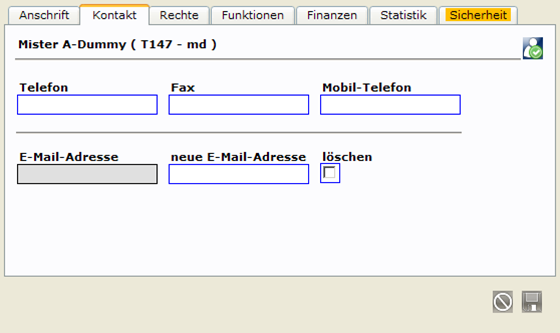 Anschrift Kontakt Rechte Funktionen Finanzen Statistik Sicherheit
Mister A-Dummy ( T147 - md )
Telefon Fax Mobil-Telefon
E-Mail-Adresse neue E-Mail-Adresse löschen